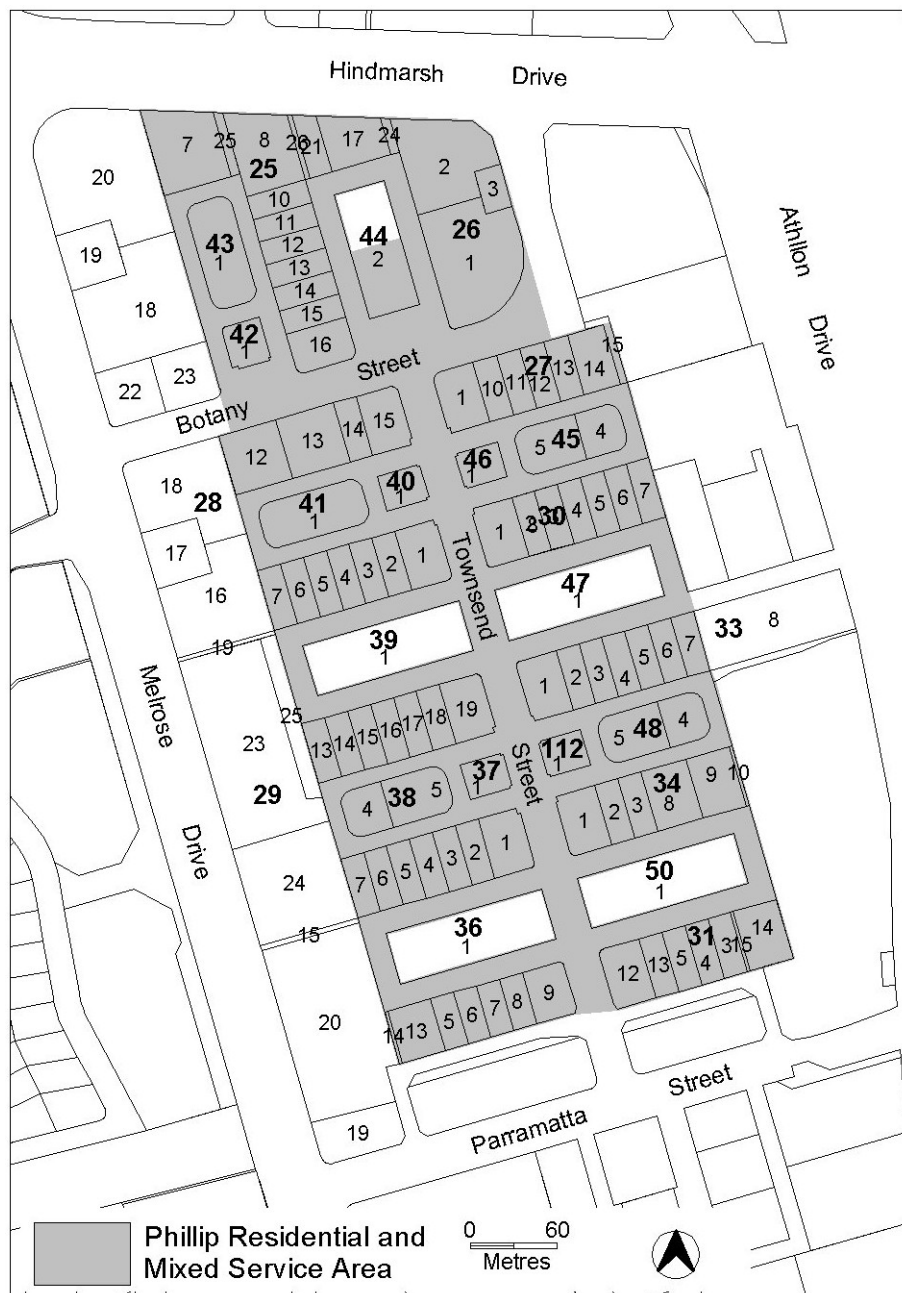 Hindmarsh Drive
7 25 8 26 21 17 24
25
2
20
10
3
11
43 44 26
12
1 2 1
19
13
14
18
15
42
1
16
Athllon Drive
Street
27
15
1 10 11 12 13 14
22 23
Botany
12 13 14 15
5 45 4
46
1
18
28
40
1
41
1
17
1 2 3 30 4 5 6 7
7 6 5 4 3 2 1
Townsend
16
47
1
39
1
19
33
8
Melrose
1 2 3 4 5 6 7
25
13 14 15 16 17 18 19
23
112
1
5 48 4
29
37
1
Street
4 38 5
34
1 2 3 8 9 10
Drive
7 6 5 4 3 2 1
24
50
1
15
36
1
31
12 13 5 4 3 15 14
20
14 13 5 6 7 8 9
Street
Parramatta
19
Phillip Residential and
Mixed Service Area
0 60
Metres